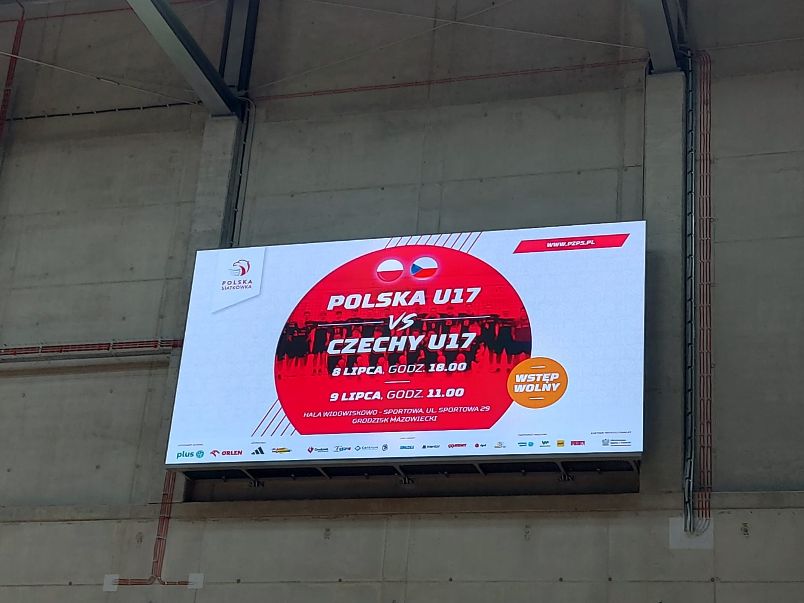 WWW.PZPS.PL
POLSKA
SIATKÓWKA
POLSKA U17
VS
CZECHY U17
8 LIPCA, GODZ. 18.00
9 LIPCA, GODZ. 11.00
WSTĘP
WOLNY
HALA WIDOWISKOWO - SPORTOWA, UL. SPORTOWA 29
GRODZISK MAZOWIECKI
plus ORLEN